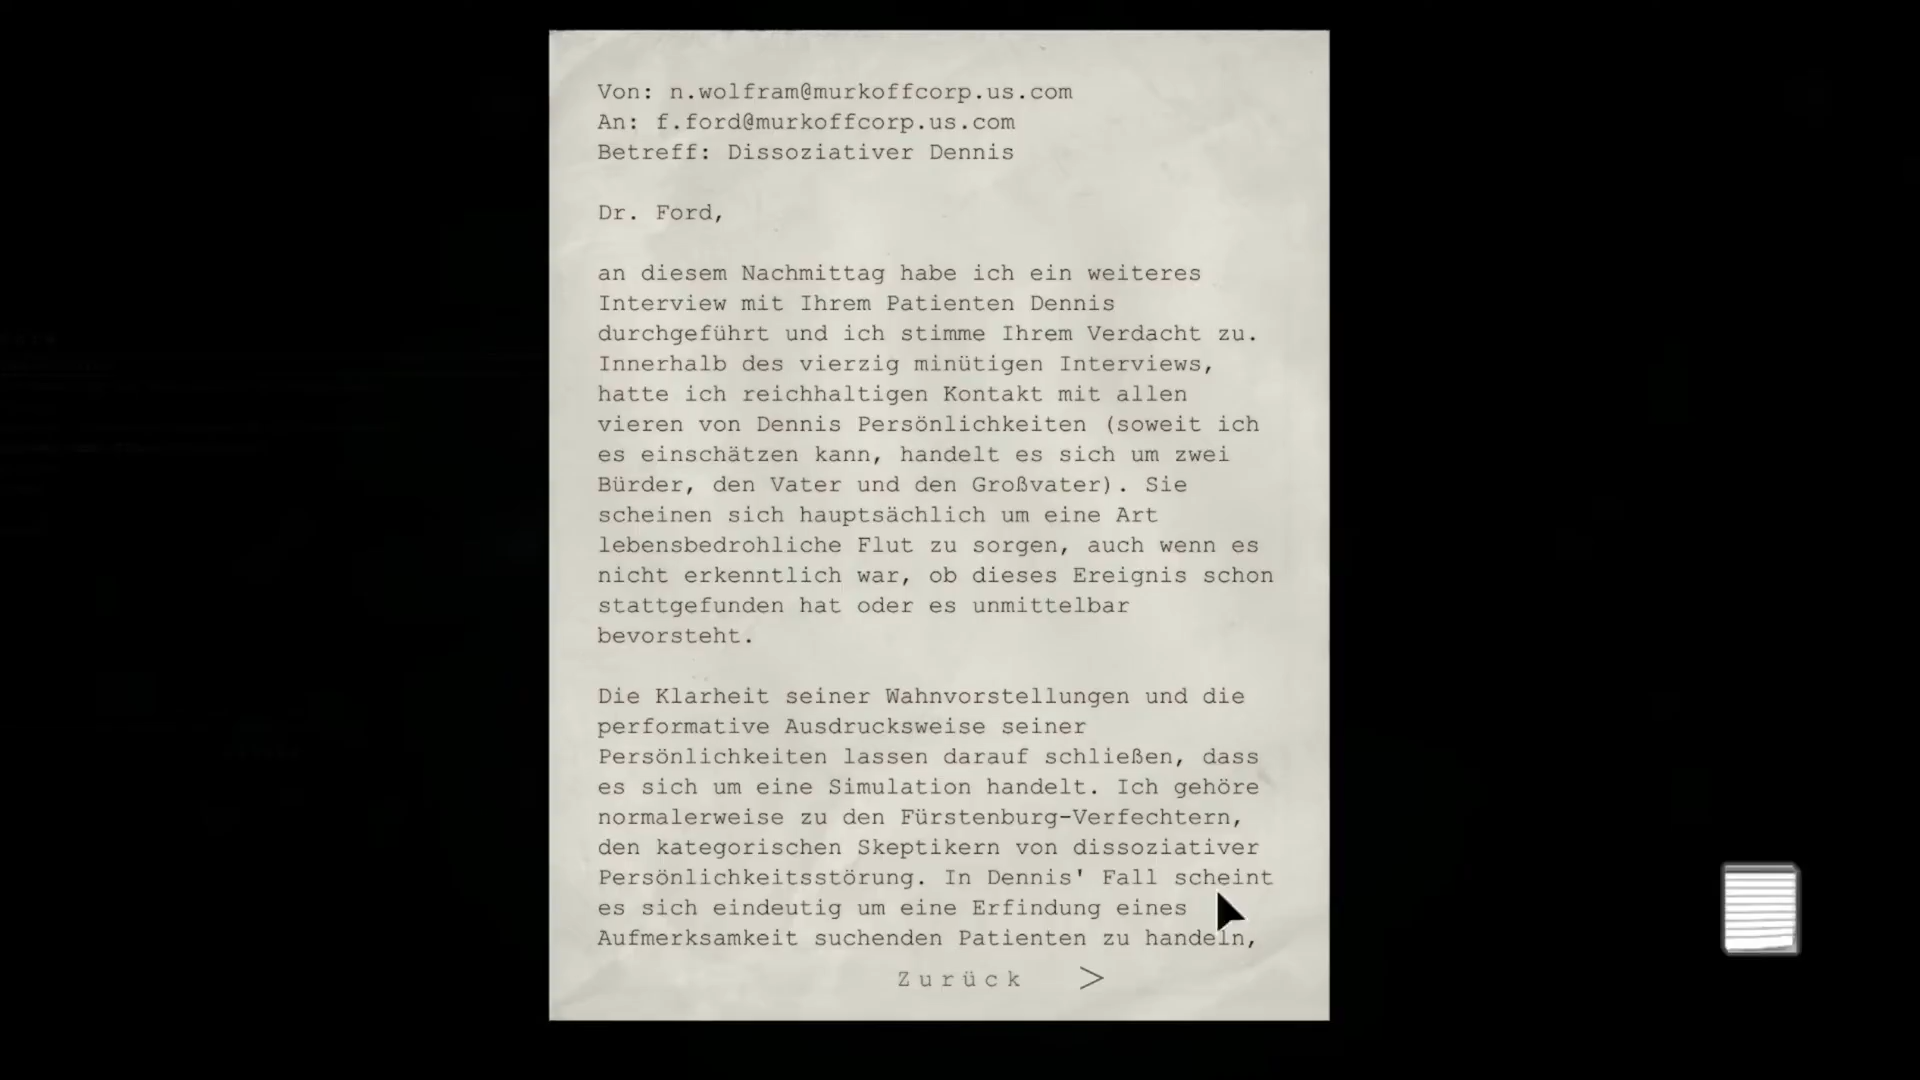 Von: n.wolfram@murkoffcorp.us.com
An: f.ford@murkoffcorp.us.com
Betreff: Dissoziativer Dennis
Dr. Ford,
an diesem Nachmittag habe ich ein weiteres
Interview mit Ihrem Patienten Dennis
durchgeführt und ich stimme Ihrem Verdacht zu.
Innerhalb des vierzig minütigen Interviews,
hatte ich reichhaltigen Kontakt mit allen
vieren von Dennis Persönlichkeiten (soweit ich
es einschätzen kann, handelt es sich um zwei
Bürder, den Vater und den Großvater). Sie
scheinen sich hauptsächlich um eine Art
lebensbedrohliche Flut zu sorgen, auch wenn es
nicht erkenntlich war, ob dieses Ereignis schon
stattgefunden hat oder es unmittelbar
bevorsteht.
Die Klarheit seiner Wahnvorstellungen und die
performative Ausdrucksweise seiner
Persönlichkeiten lassen darauf schließen, dass
es sich um eine Simulation handelt. Ich gehöre
normalerweise zu den Fürstenburg-Verfechtern,
den kategorischen Skeptikern von dissoziativer
Persönlichkeitsstörung. In Dennis' Fall scheint
es sich eindeutig um eine Erfindung eines
Aufmerksamkeit suchenden Patienten zu handeln,
Zurück >